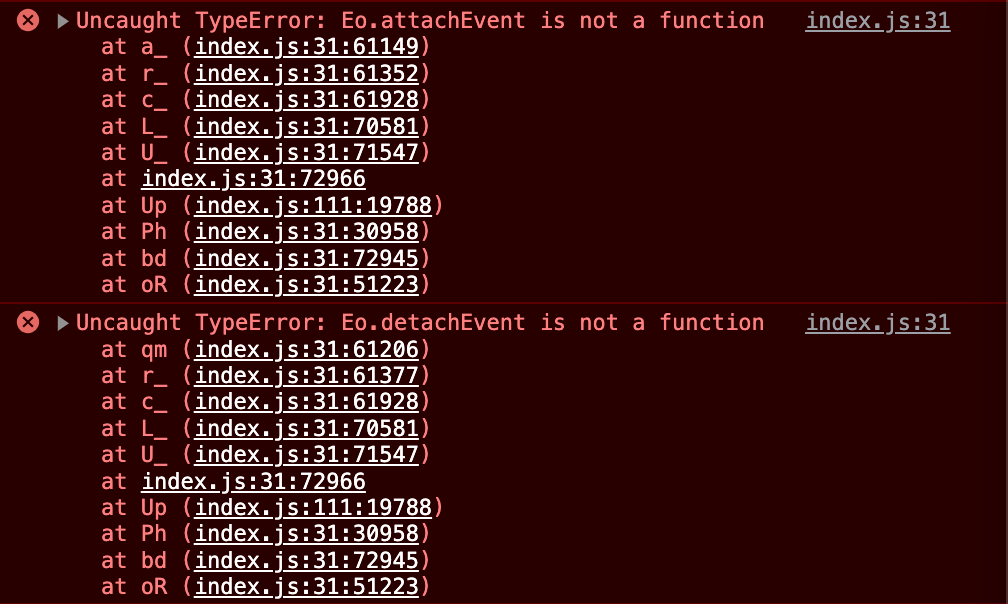 Uncaught TypeError: Eo.attachEvent is not a function index.js:31
at a_ (index.js:31:61149)
at r_ (index.js:31:61352)
at c_ (index.js:31:61928)
at L_ (index.js:31:70581)
at U_ (index.js:31:71547)
at index.js:31:72966
at Up (index.js:111:19788)
at Ph (index.js:31:30958)
at bd (index.js:31:72945)
at oR (index.js:31:51223)
Uncaught TypeError: Eo.detachEvent is not a function index.js:31
at qm (index.js:31:61206)
at r_ (index.js:31:61377)
at c_ (index.js:31:61928)
at L_ (index.js:31:70581)
at U_ (index.js:31:71547)
at index.js:31:72966
at Up (index.js:111:19788)
at Ph (index.js:31:30958)
at bd (index.js:31:72945)
at oR (index.js:31:51223)